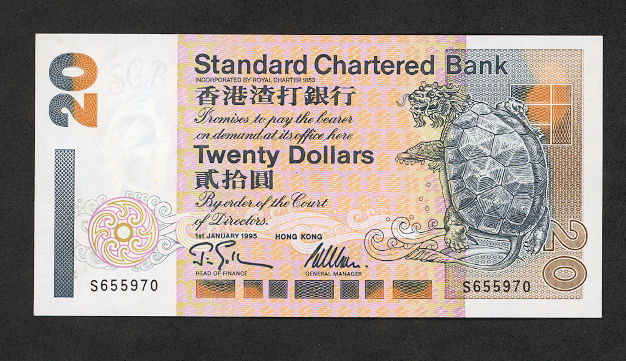 20
SCB
Standard Chartered Bank
INCORPORATED BY ROYAL CHARTER 1853
香港渣打銀行
Promises to pay the bearer
on demand at its office here
Twenty Dollars
貳拾圓
By order of the Court
of Directors.
1st JANUARY 1995 HONG KONG
HEAD OF FINANCE GENERAL MANAGER
S655970 S655970
20